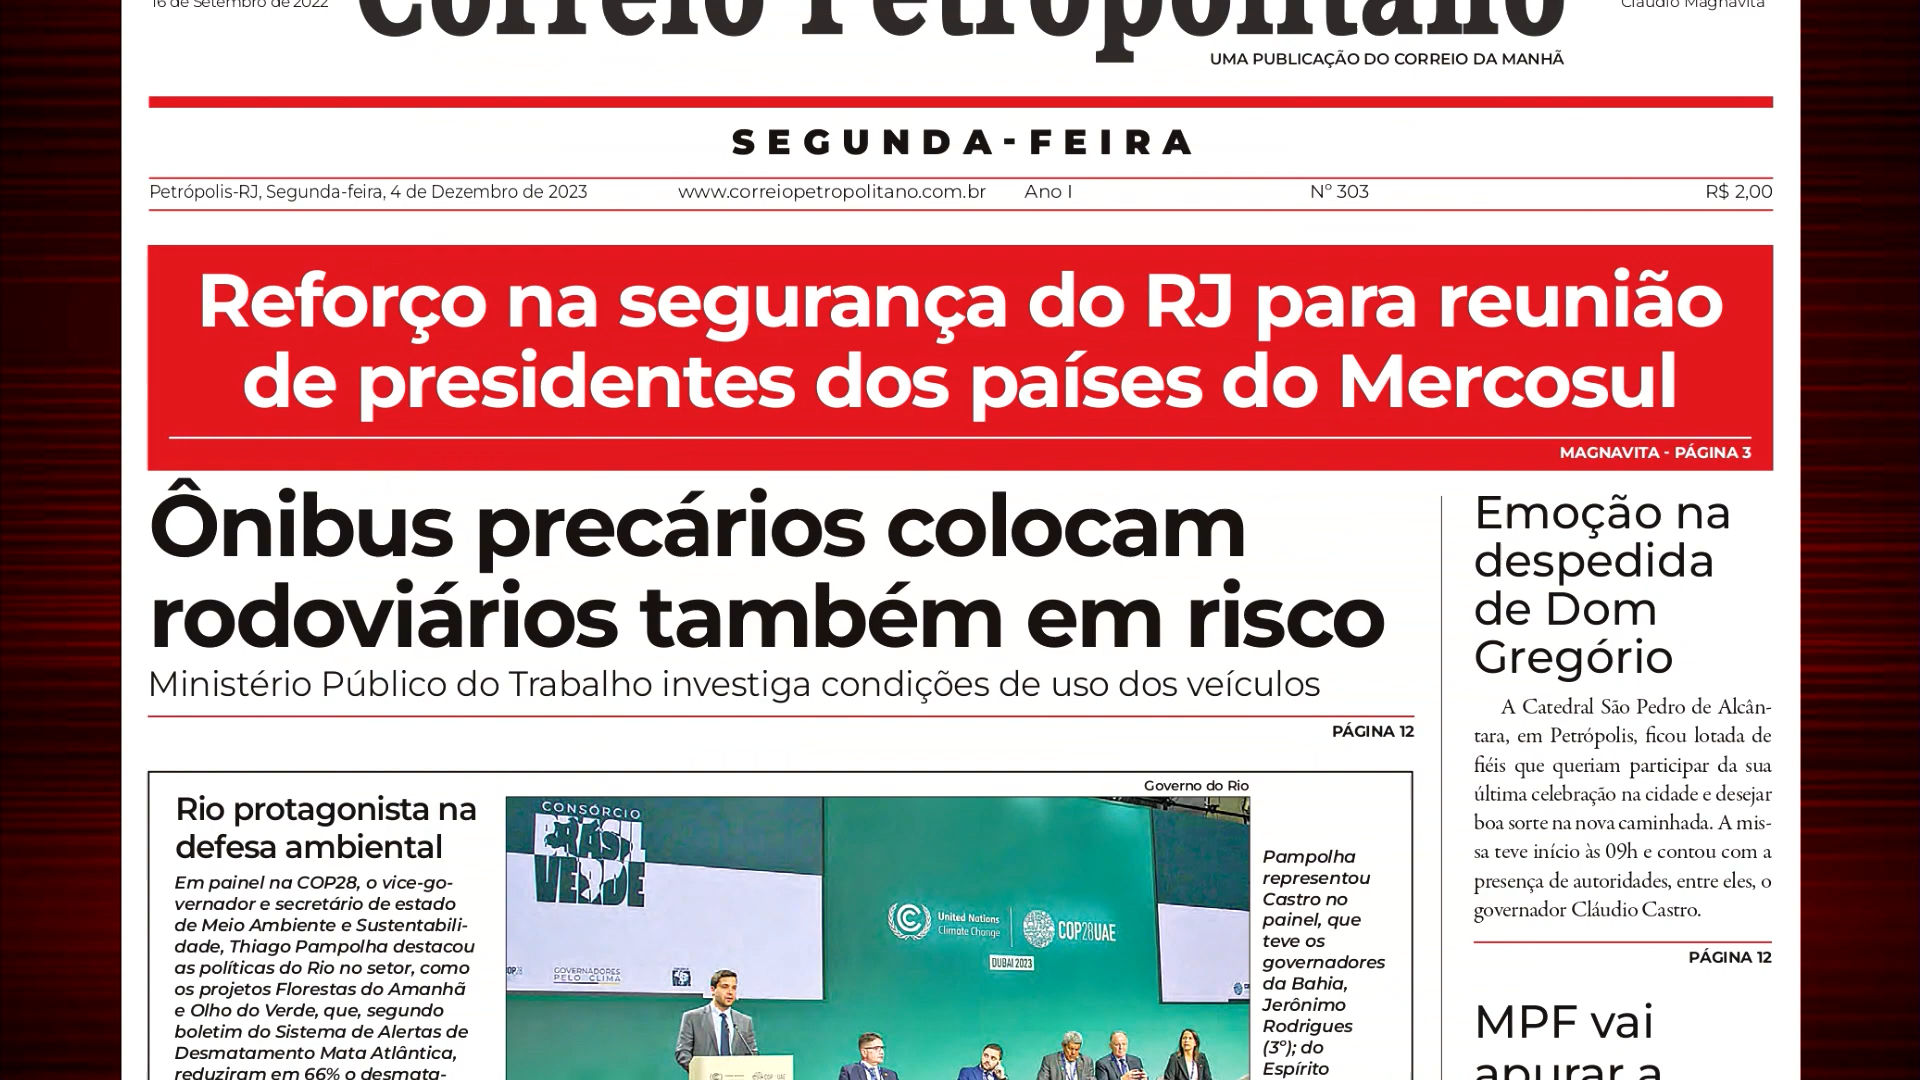 16 de Setembro de 2022
Correio Petropolitano
Cláudio Magnavita
UMA PUBLICAÇÃO DO CORREIO DA MANHÃ
SEGUNDA-FEIRA
Petrópolis-RJ, Segunda-feira, 4 de Dezembro de 2023
www.correiopetropolitano.com.br
Ano I
Nº 303
R$ 2,00
Reforço na segurança do RJ para reunião
de presidentes dos países do Mercosul
MAGNAVITA - PÁGINA 3
Ônibus precários colocam
rodoviários também em risco
Ministério Público do Trabalho investiga condições de uso dos veículos
PÁGINA 12
Rio protagonista na
defesa ambiental
Em painel na COP28, o vice-go-
vernador e secretário de estado
de Meio Ambiente e Sustentabili-
dade, Thiago Pampolha destacou
as políticas do Rio no setor, como
os projetos Florestas do Amanhã
e Olho do Verde, que, segundo
boletim do Sistema de Alertas de
Desmatamento Mata Atlântica,
reduziram em 66% o desmata-
Governo do Rio
CONSÓRCIO
BRASIL
VERDE
GOVERNADORES
PELO CLIMA
United Nations
Climate Change
COP28UAE
DUBAI 2023
Pampolha
representou
Castro no
painel, que
teve os
governadores
da Bahia,
Jerônimo
Rodrigues
(3º); do
Espírito
Emoção na
despedida
de Dom
Gregório
A Catedral São Pedro de Alcân-
tara, em Petrópolis, ficou lotada de
fiéis que queriam participar da sua
última celebração na cidade e desejar
boa sorte na nova caminhada. A mis-
sa teve início às 09h e contou com a
presença de autoridades, entre eles, o
governador Cláudio Castro.
PÁGINA 12
MPF vai
apurar a